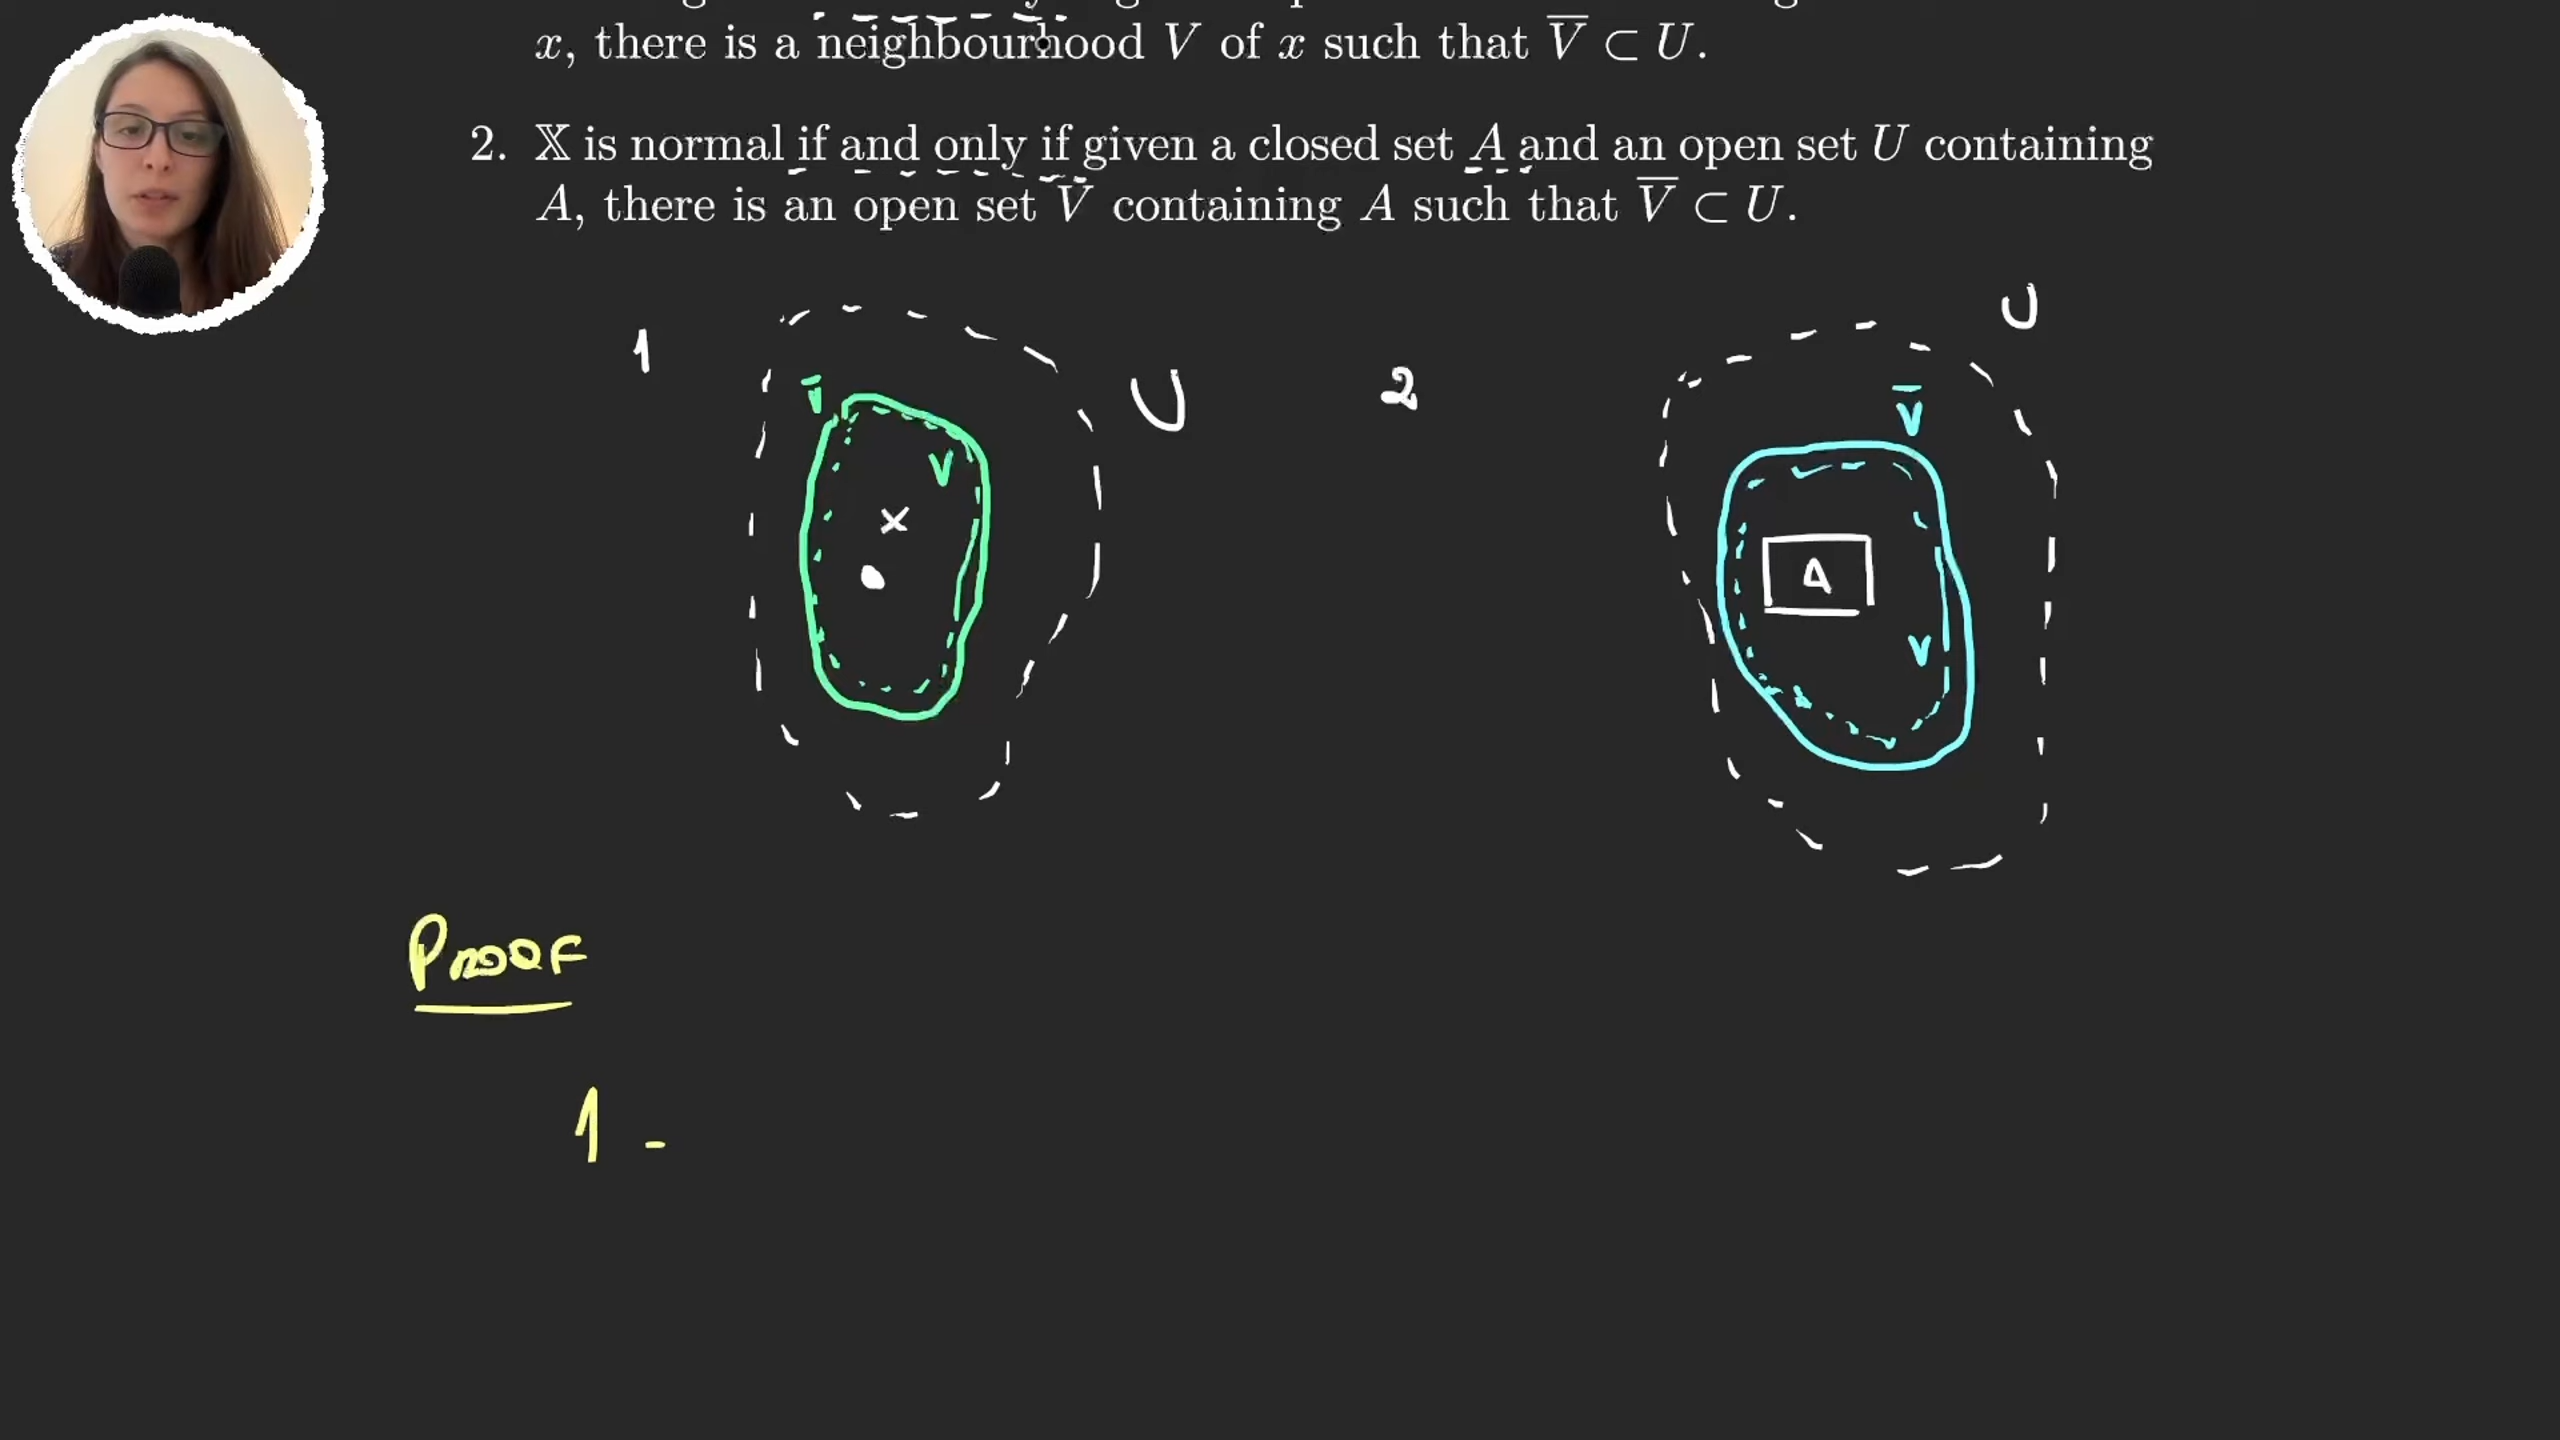 x, there is a neighbourhood V of x such that V̅ ⊂ U.
2. 𝕏 is normal if and only if given a closed set A and an open set U containing
A, there is an open set V containing A such that V̅ ⊂ U.
1
U
V̅
V
x
2
U
V̅
A
V
Proof
1 -